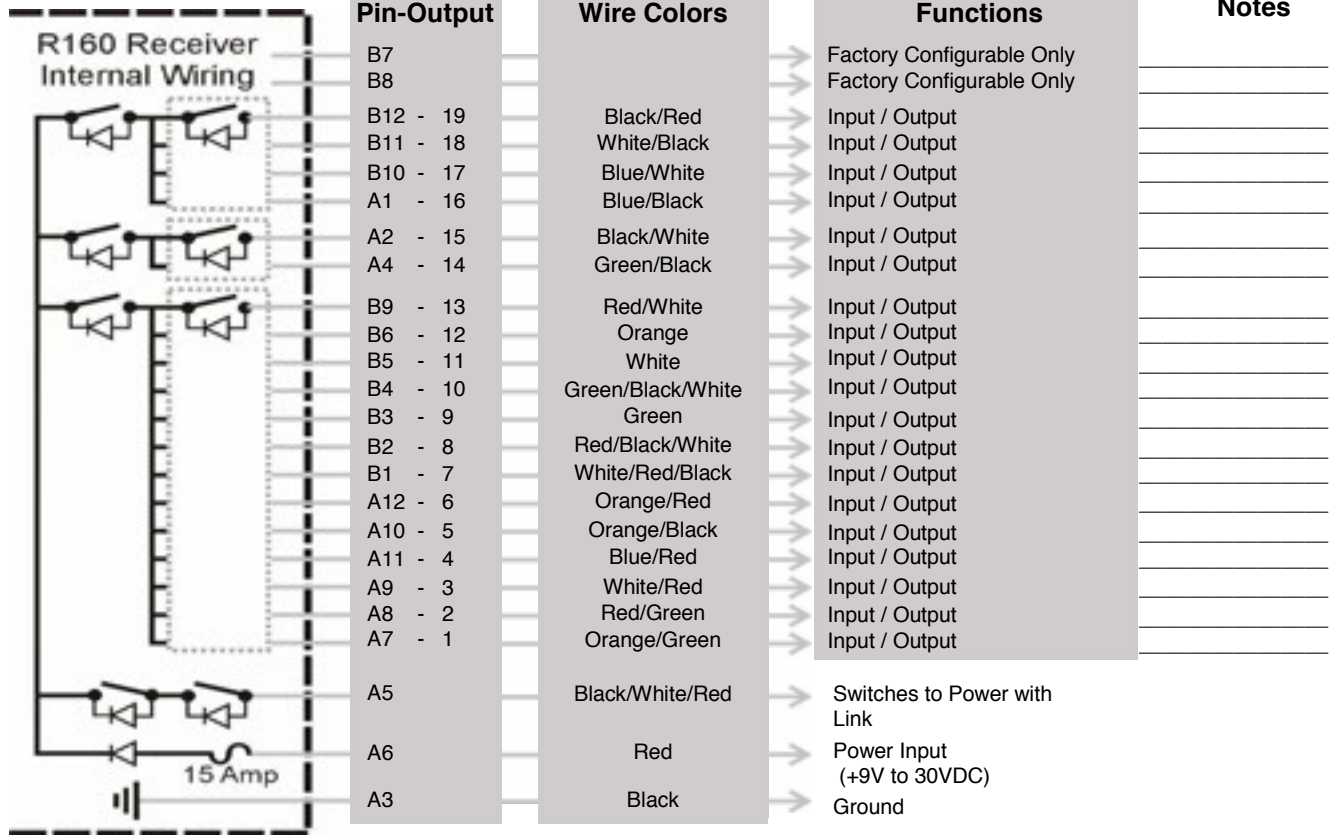 Pin-Output Wire Colors Functions Notes
R160 Receiver
Internal Wiring
B7 Factory Configurable Only
B8 Factory Configurable Only
B12 - 19 Black/Red Input / Output
B11 - 18 White/Black Input / Output
B10 - 17 Blue/White Input / Output
A1 - 16 Blue/Black Input / Output
A2 - 15 Black/White Input / Output
A4 - 14 Green/Black Input / Output
B9 - 13 Red/White Input / Output
B6 - 12 Orange Input / Output
B5 - 11 White Input / Output
B4 - 10 Green/Black/White Input / Output
B3 - 9 Green Input / Output
B2 - 8 Red/Black/White Input / Output
B1 - 7 White/Red/Black Input / Output
A12 - 6 Orange/Red Input / Output
A10 - 5 Orange/Black Input / Output
A11 - 4 Blue/Red Input / Output
A9 - 3 White/Red Input / Output
A8 - 2 Red/Green Input / Output
A7 - 1 Orange/Green Input / Output
A5 Black/White/Red Switches to Power with
Link
A6 Red Power Input
15 Amp (+9V to 30VDC)
A3 Black Ground